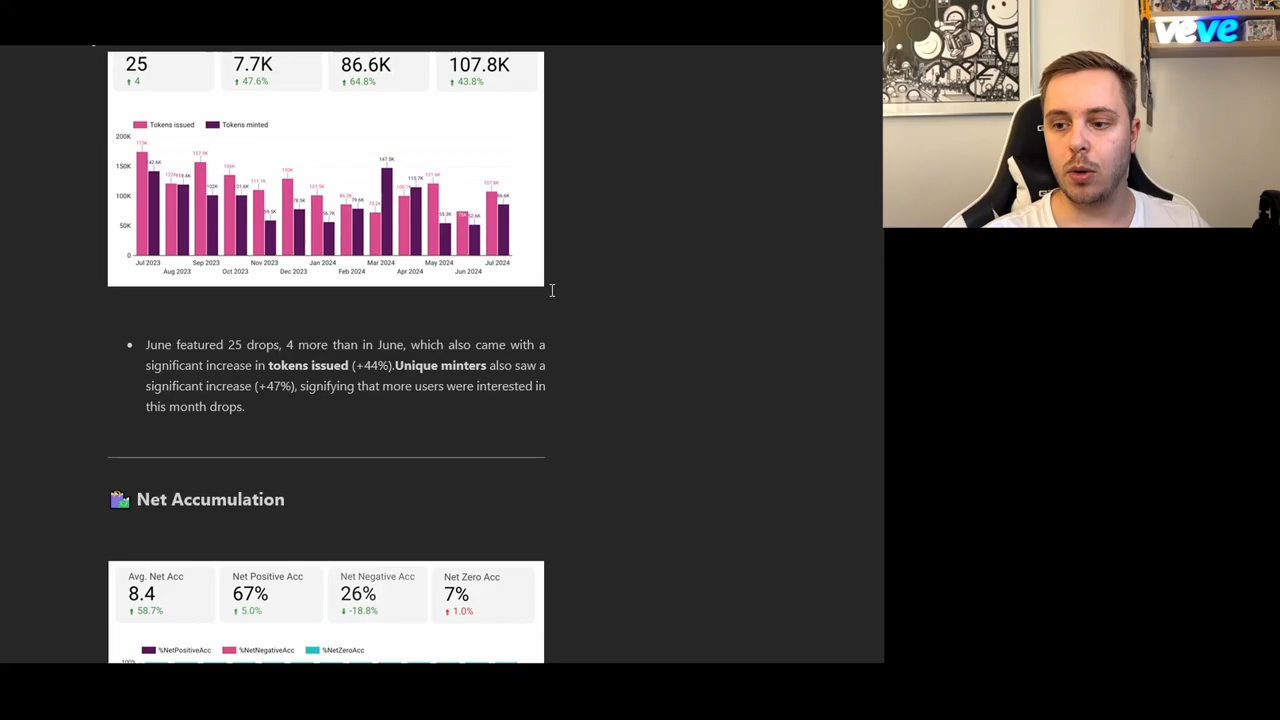 veve
25
7.7K
86.6K
107.8K
4
47.6%
64.8%
43.8%
Tokens issued
Tokens minted
200K
150K
100K
50K
0
147.5K
Jul 2023
Aug 2023
Sep 2023
Oct 2023
Nov 2023
Dec 2023
Jan 2024
Feb 2024
Mar 2024
Apr 2024
May 2024
Jun 2024
Jul 2024
• June featured 25 drops, 4 more than in June, which also came with a
significant increase in tokens issued (+44%).Unique minters also saw a
significant increase (+47%), signifying that more users were interested in
this month drops.
Net Accumulation
Avg. Net Acc
8.4
58.7%
Net Positive Acc
67%
5.0%
Net Negative Acc
26%
-18.8%
Net Zero Acc
7%
1.0%
%NetPositiveAcc
%NetNegativeAcc
%NetZeroAcc
100%